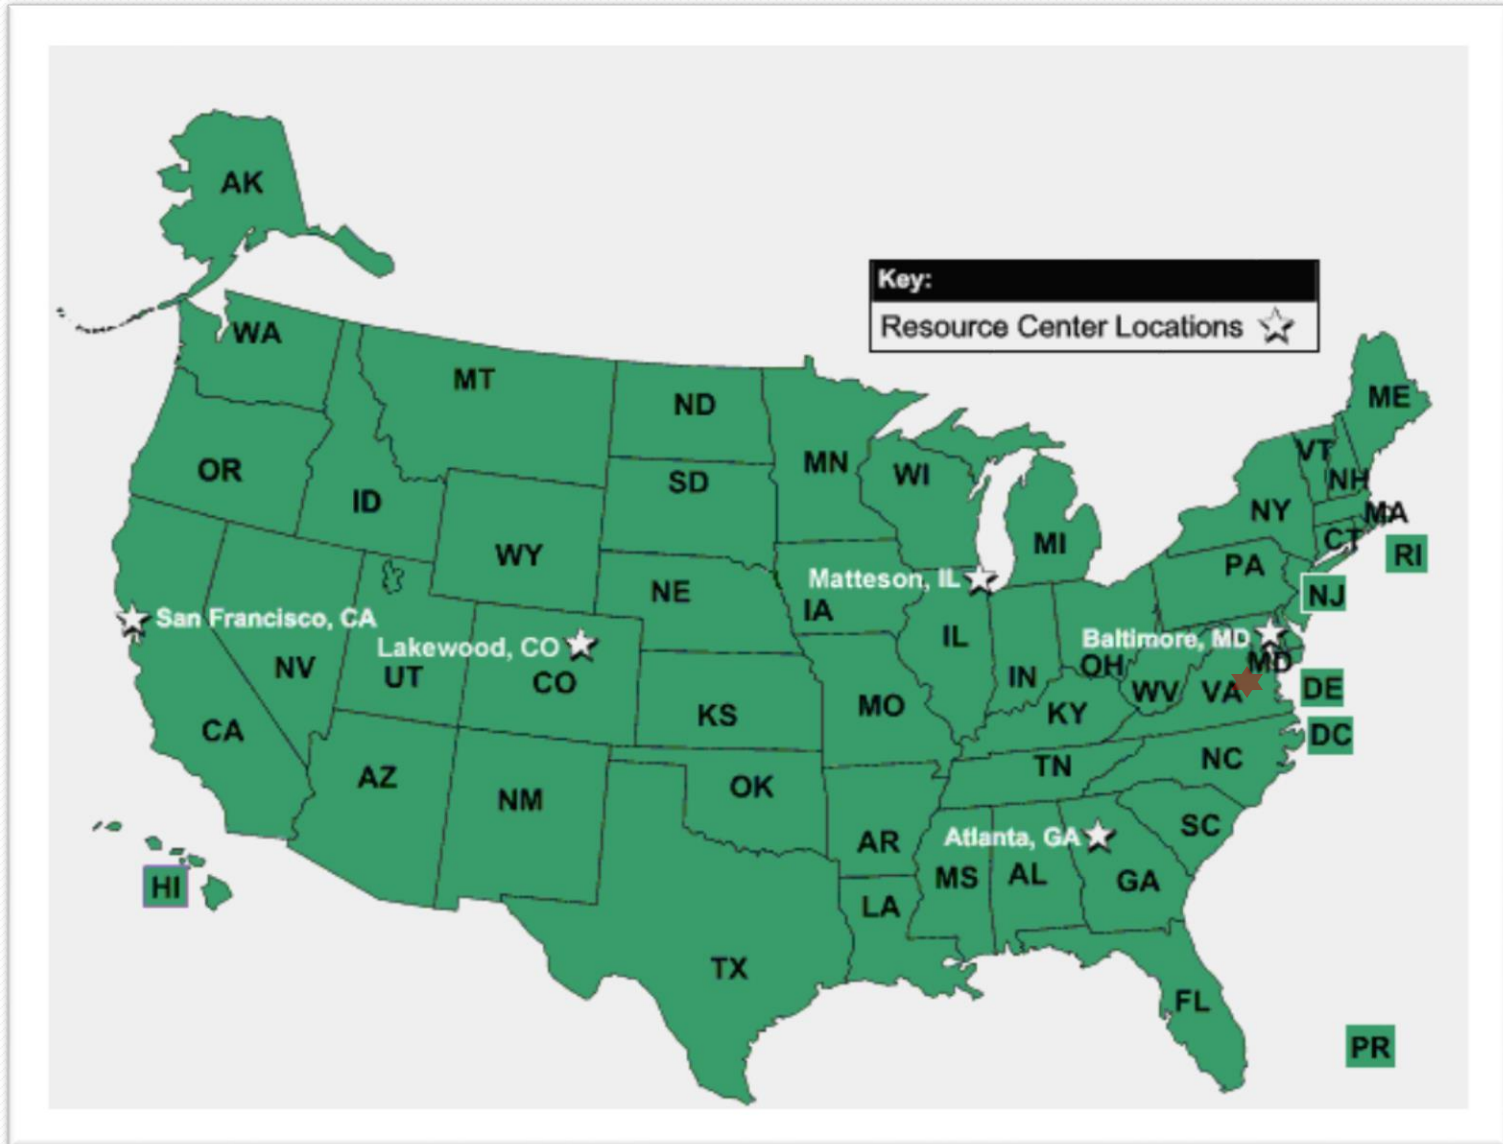 AK
Key:
Resource Center Locations
WA
MT
ND
ME
OR
ID
SD
MN
WI
VT
NH
NY
MA
MI
CT
RI
WY
PA
NE
Matteson, IL
IA
NJ
San Francisco, CA
Lakewood, CO
IL
Baltimore, MD
MD
NV
UT
CO
IN
OH
WV
VA
DE
KS
MO
KY
CA
DC
AZ
NM
OK
TN
NC
AR
Atlanta, GA
SC
HI
LA
MS
AL
GA
TX
FL
PR